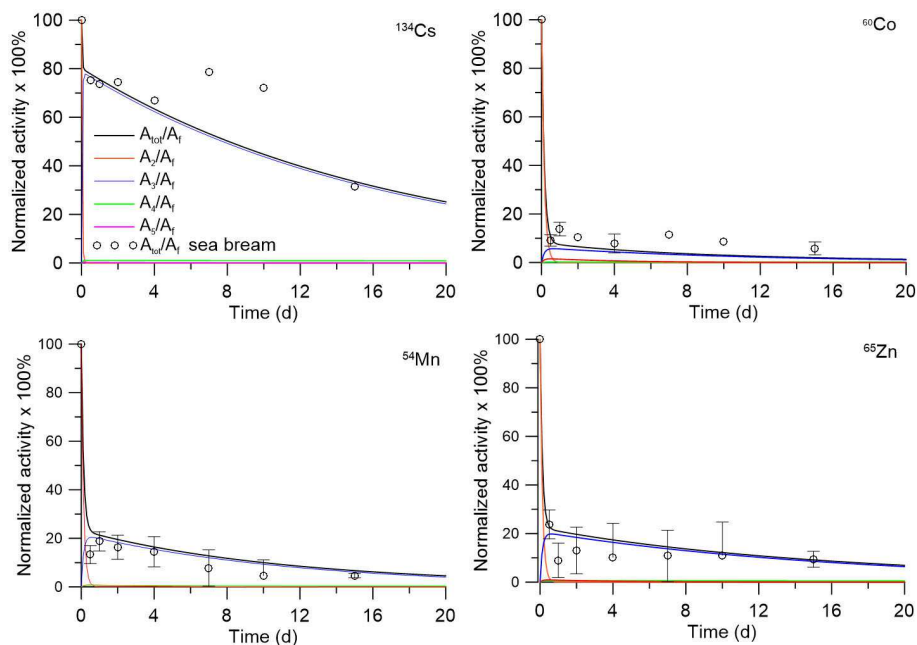 ¹³⁴Cs
Normalized activity x 100%
100
80
60
40
20
0
A_tot/A_f
A_2/A_f
A_3/A_f
A_4/A_f
A_5/A_f
A_tot/A_f sea bream
0 4 8 12 16 20
Time (d)
⁶⁰Co
Normalized activity x 100%
100
80
60
40
20
0
0 4 8 12 16 20
Time (d)
⁵⁴Mn
Normalized activity x 100%
100
80
60
40
20
0
0 4 8 12 16 20
Time (d)
⁶⁵Zn
Normalized activity x 100%
100
80
60
40
20
0
0 4 8 12 16 20
Time (d)